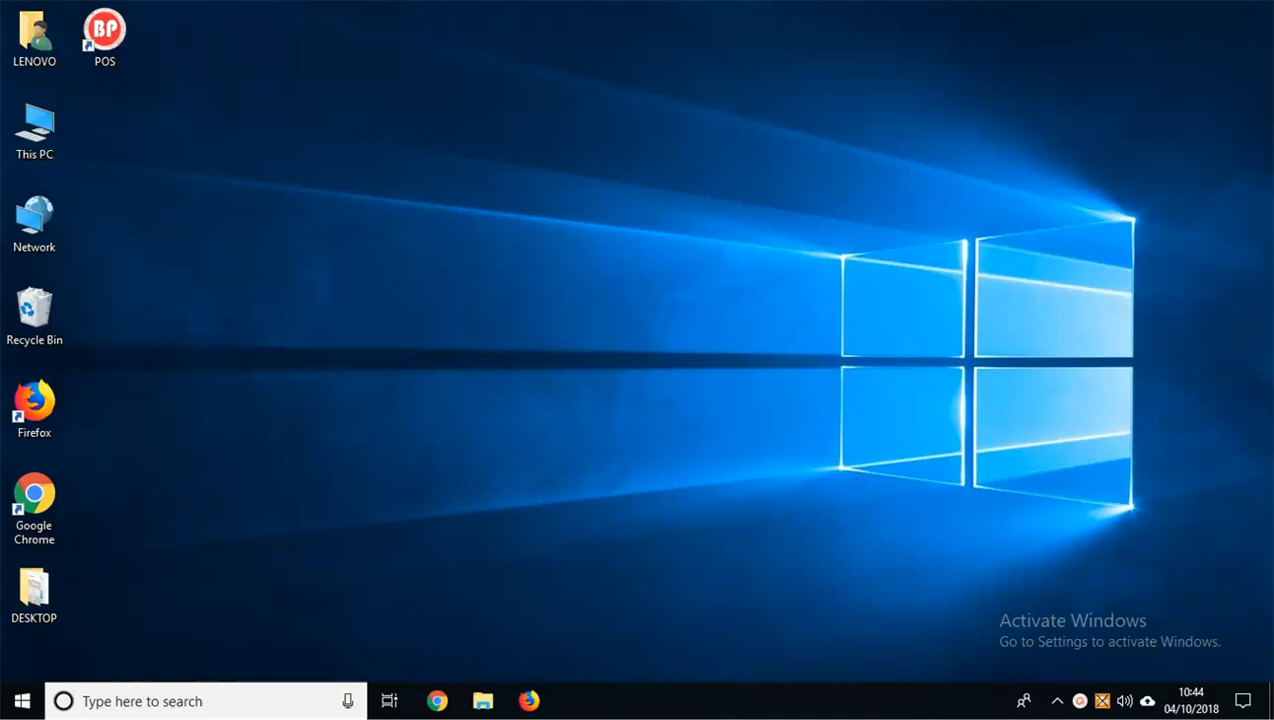 LENOVO
BP
POS
This PC
Network
Recycle Bin
Firefox
Google
Chrome
DESKTOP
Activate Windows
Go to Settings to activate Windows.
Type here to search
10:44
04/10/2018